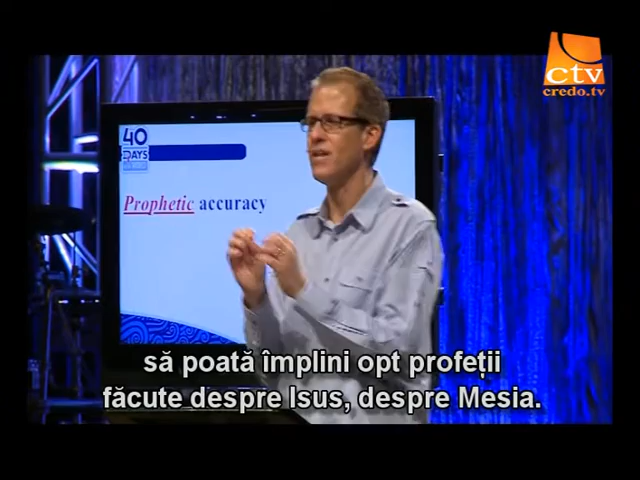 ctv
credo.tv
40
DAYS
Prophetic accuracy
să poată împlini opt profeții
făcute despre Isus, despre Mesia.